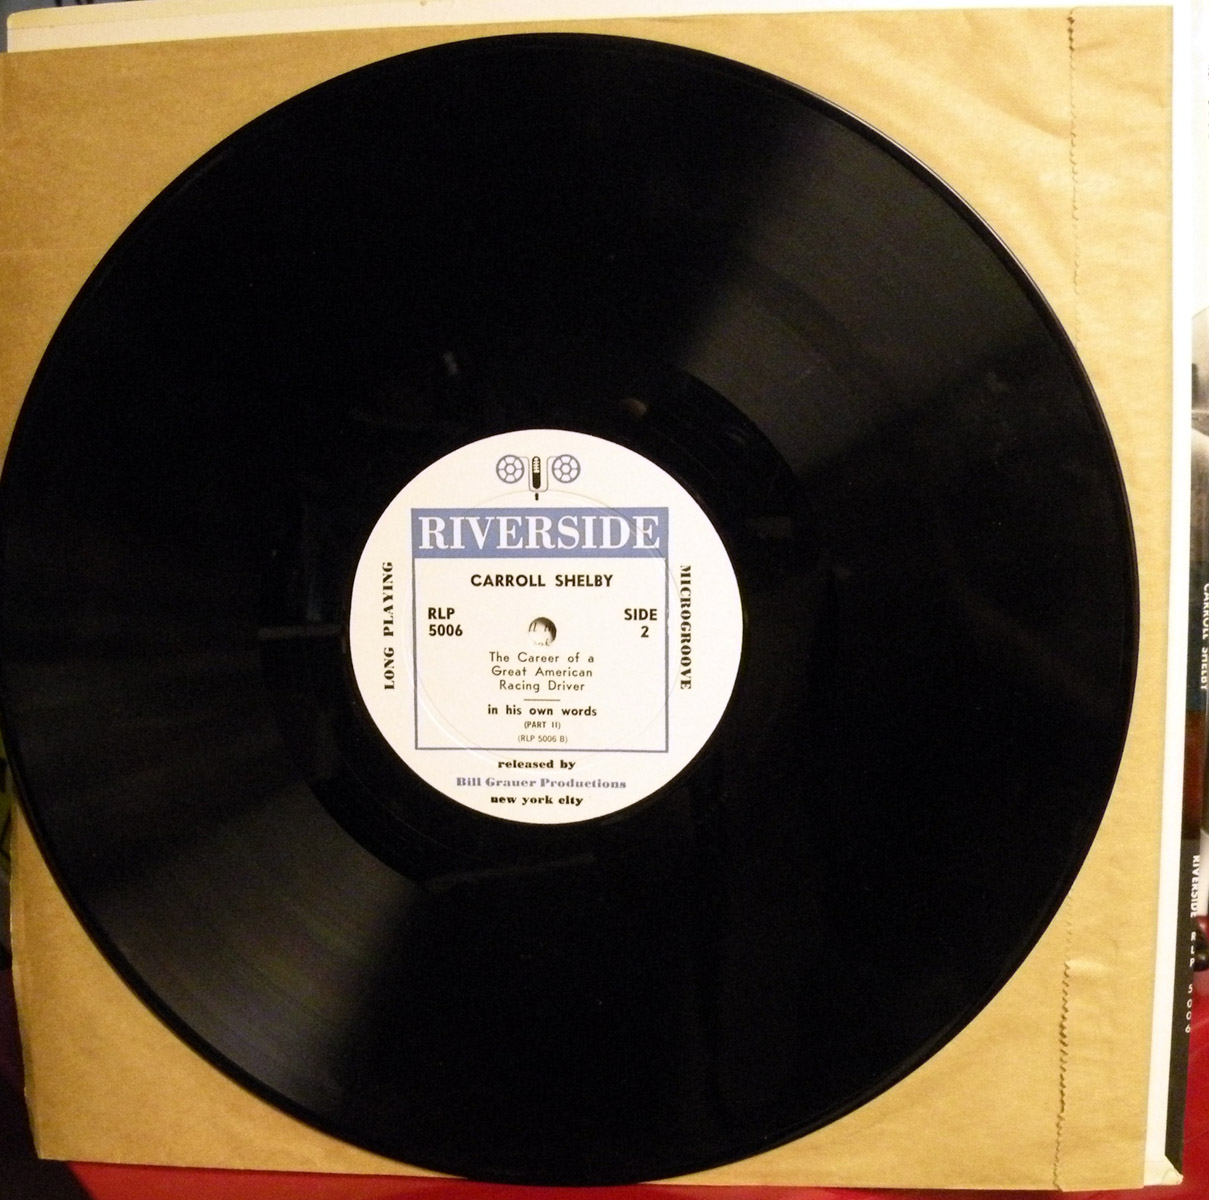 RIVERSIDE
CARROLL SHELBY
RLP
5006
SIDE
2
The Career of a
Great American
Racing Driver
in his own words
(PART II)
(RLP 5006 B)
LONG PLAYING
MICROGROOVE
released by
Bill Grauer Productions
new york city
CARROLL SHELBY
RIVERSIDE RLP 5006